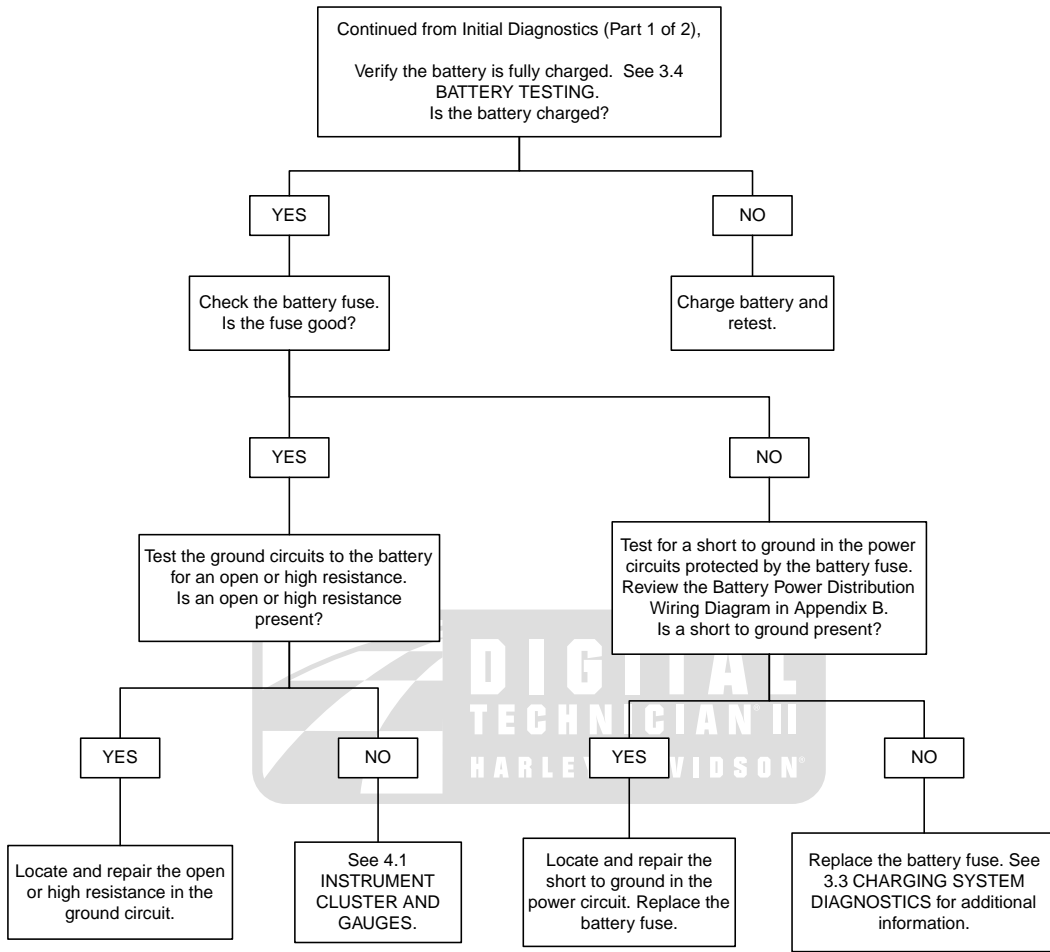 Continued from Initial Diagnostics (Part 1 of 2),
Verify the battery is fully charged. See 3.4
BATTERY TESTING.
Is the battery charged?
YES
NO
Check the battery fuse.
Is the fuse good?
Charge battery and
retest.
YES
NO
Test the ground circuits to the battery
for an open or high resistance.
Is an open or high resistance
present?
Test for a short to ground in the power
circuits protected by the battery fuse.
Review the Battery Power Distribution
Wiring Diagram in Appendix B.
Is a short to ground present?
DIGITAL
TECHNICIAN II
HARLEY VIDSON®
YES
NO
YES
NO
Locate and repair the open
or high resistance in the
ground circuit.
See 4.1
INSTRUMENT
CLUSTER AND
GAUGES.
Locate and repair the
short to ground in the
power circuit. Replace the
battery fuse.
Replace the battery fuse. See
3.3 CHARGING SYSTEM
DIAGNOSTICS for additional
information.